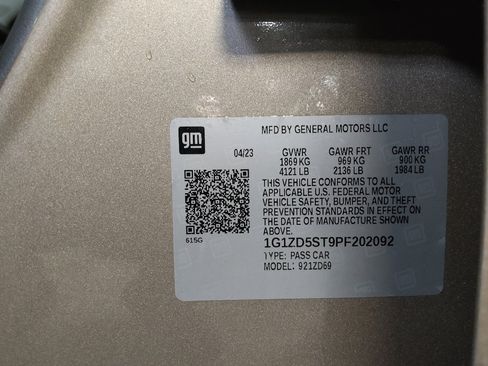 gm
MFD BY GENERAL MOTORS LLC
04/23 GVWR GAWR FRT GAWR RR
1869 KG 969 KG 900 KG
4121 LB 2136 LB 1984 LB
THIS VEHICLE CONFORMS TO ALL
APPLICABLE U.S. FEDERAL MOTOR
VEHICLE SAFETY, BUMPER, AND THEFT
PREVENTION STANDARDS IN EFFECT ON
THE DATE OF MANUFACTURE SHOWN
ABOVE.
615G
1G1ZD5ST9PF202092
TYPE: PASS CAR
MODEL: 921ZD69